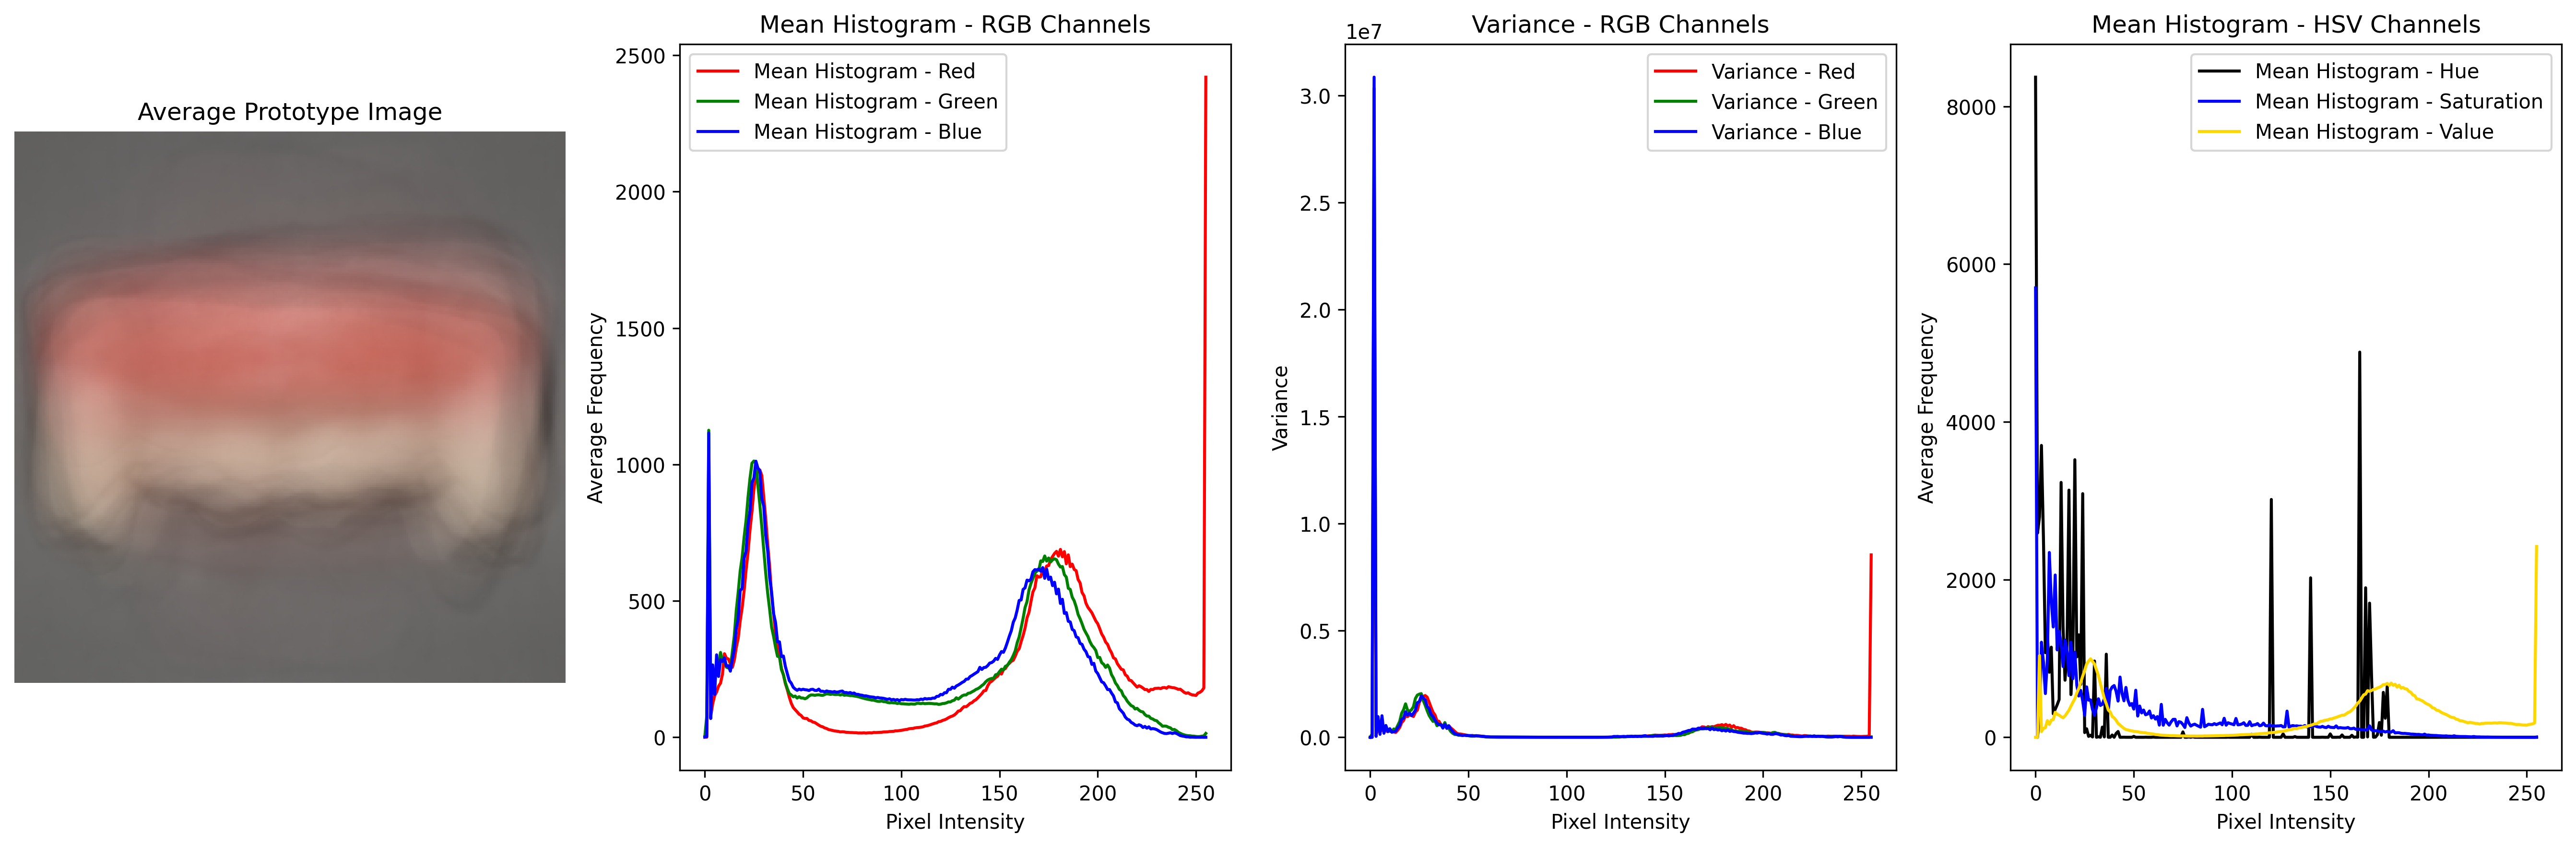 Average Prototype Image
Mean Histogram - RGB Channels
Mean Histogram - Red
Mean Histogram - Green
Mean Histogram - Blue
Average Frequency
2500
2000
1500
1000
500
0
0 50 100 150 200 250
Pixel Intensity
Variance - RGB Channels
1e7
Variance - Red
Variance - Green
Variance - Blue
Variance
3.0
2.5
2.0
1.5
1.0
0.5
0.0
0 50 100 150 200 250
Pixel Intensity
Mean Histogram - HSV Channels
Mean Histogram - Hue
Mean Histogram - Saturation
Mean Histogram - Value
Average Frequency
8000
6000
4000
2000
0
0 50 100 150 200 250
Pixel Intensity